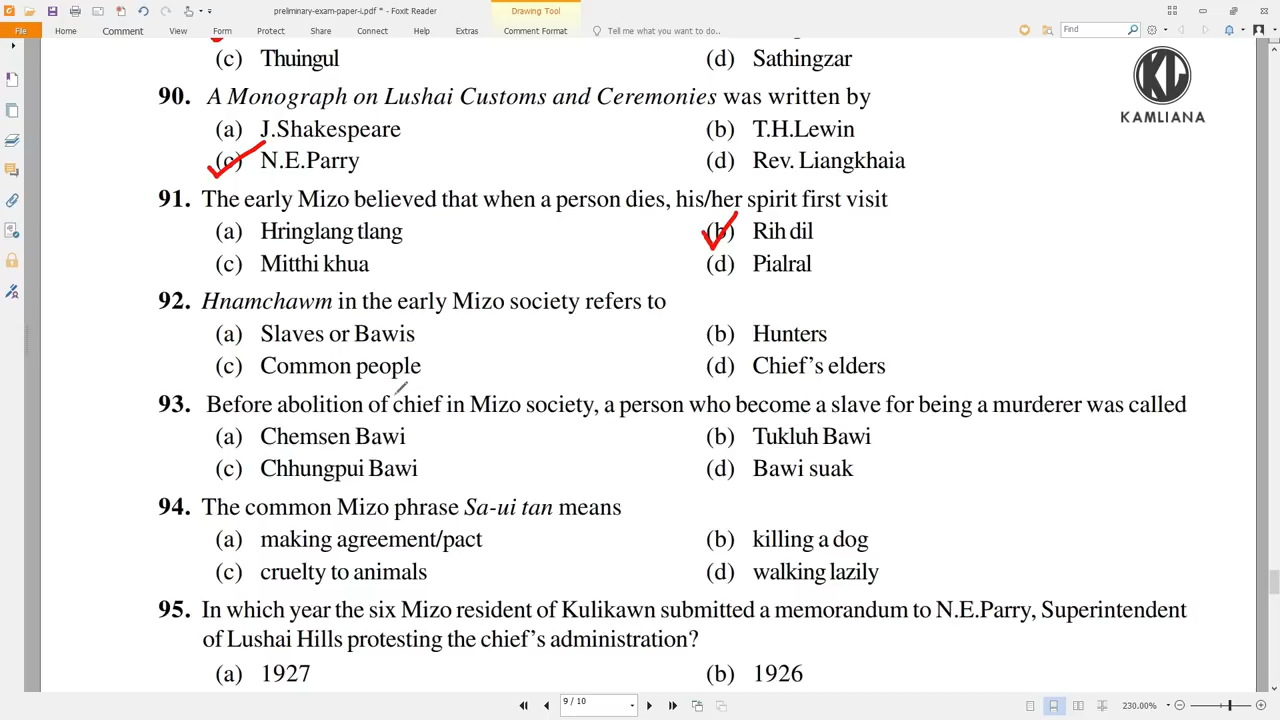 preliminary-exam-paper-i.pdf * - Foxit Reader
Drawing Tool
File Home Comment View Form Protect Share Connect Help Extras Comment Format Tell me what you want to do.. Find
(c) Thuingul (d) Sathingzar
KAMLIANA
90. A Monograph on Lushai Customs and Ceremonies was written by
(a) J.Shakespeare (b) T.H.Lewin
(c) N.E.Parry (d) Rev. Liangkhaia
91. The early Mizo believed that when a person dies, his/her spirit first visit
(a) Hringlang tlang (b) Rih dil
(c) Mitthi khua (d) Pialral
92. Hnamchawm in the early Mizo society refers to
(a) Slaves or Bawis (b) Hunters
(c) Common people (d) Chief's elders
93. Before abolition of chief in Mizo society, a person who become a slave for being a murderer was called
(a) Chemsen Bawi (b) Tukluh Bawi
(c) Chhungpui Bawi (d) Bawi suak
94. The common Mizo phrase Sa-ui tan means
(a) making agreement/pact (b) killing a dog
(c) cruelty to animals (d) walking lazily
95. In which year the six Mizo resident of Kulikawn submitted a memorandum to N.E.Parry, Superintendent
of Lushai Hills protesting the chief's administration?
(a) 1927 (b) 1926
9 / 10 230.00%